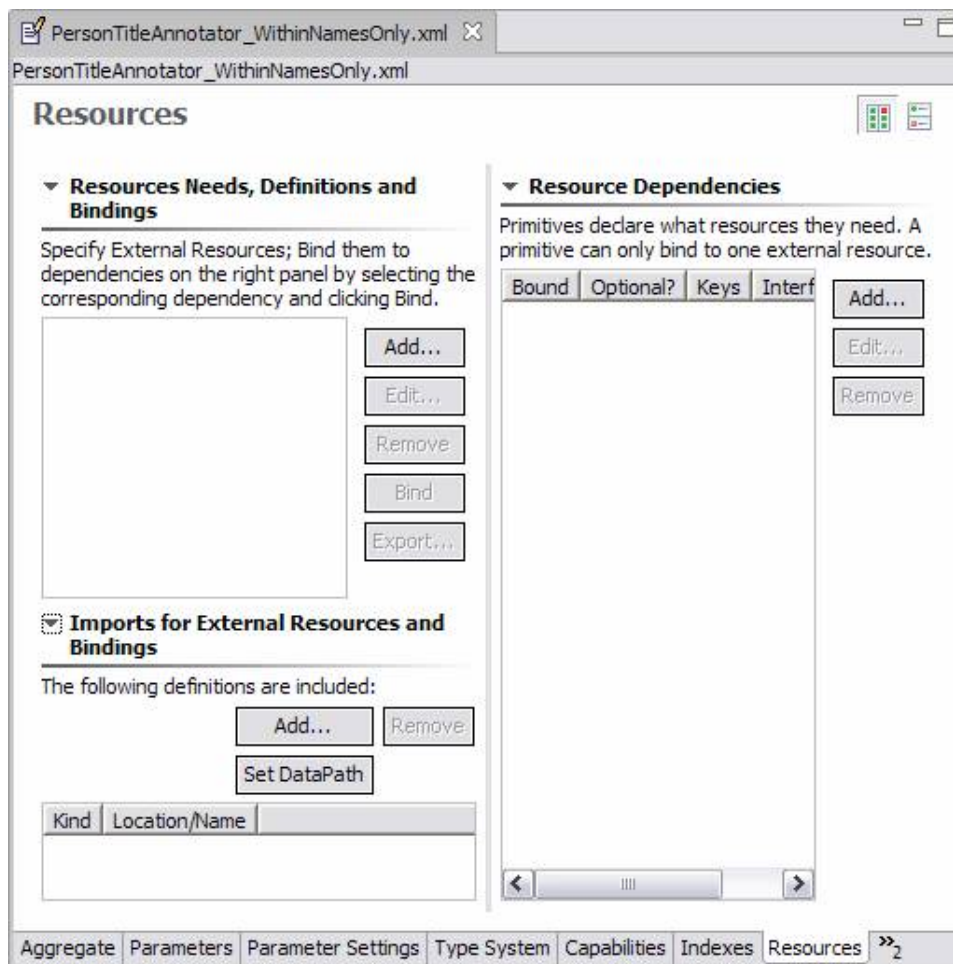 PersonTitleAnnotator_WithinNamesOnly.xml
PersonTitleAnnotator_WithinNamesOnly.xml
Resources
Resources Needs, Definitions and
Bindings
Specify External Resources; Bind them to
dependencies on the right panel by selecting the
corresponding dependency and clicking Bind.
Add...
Edit...
Remove
Bind
Export...
Imports for External Resources and
Bindings
The following definitions are included:
Add... Remove
Set DataPath
Kind Location/Name
Resource Dependencies
Primitives declare what resources they need. A
primitive can only bind to one external resource.
Bound Optional? Keys Interf
Add...
Edit...
Remove
Aggregate Parameters Parameter Settings Type System Capabilities Indexes Resources »2